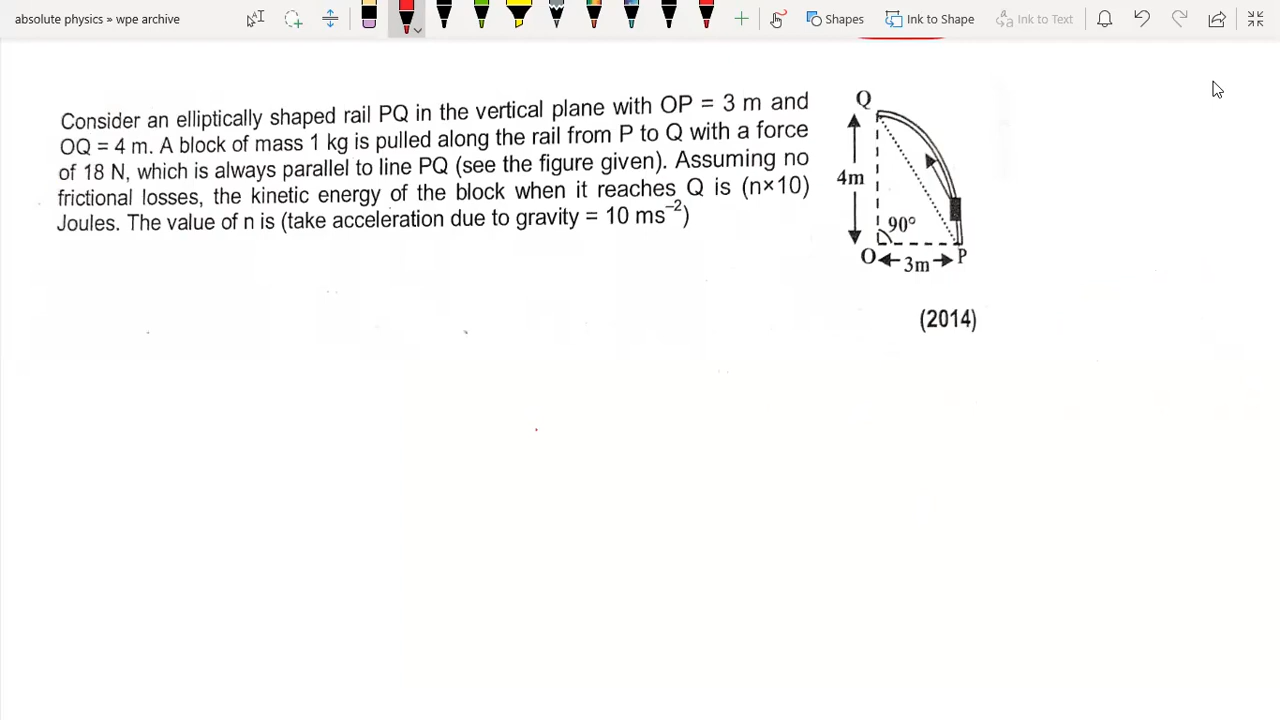 absolute physics » wpe archive
Shapes
Ink to Shape
Ink to Text
Consider an elliptically shaped rail PQ in the vertical plane with OP = 3 m and
OQ = 4 m. A block of mass 1 kg is pulled along the rail from P to Q with a force
of 18 N, which is always parallel to line PQ (see the figure given). Assuming no
frictional losses, the kinetic energy of the block when it reaches Q is (n×10)
Joules. The value of n is (take acceleration due to gravity = 10 ms⁻²)
Q
4m
90°
O
3m
P
(2014)